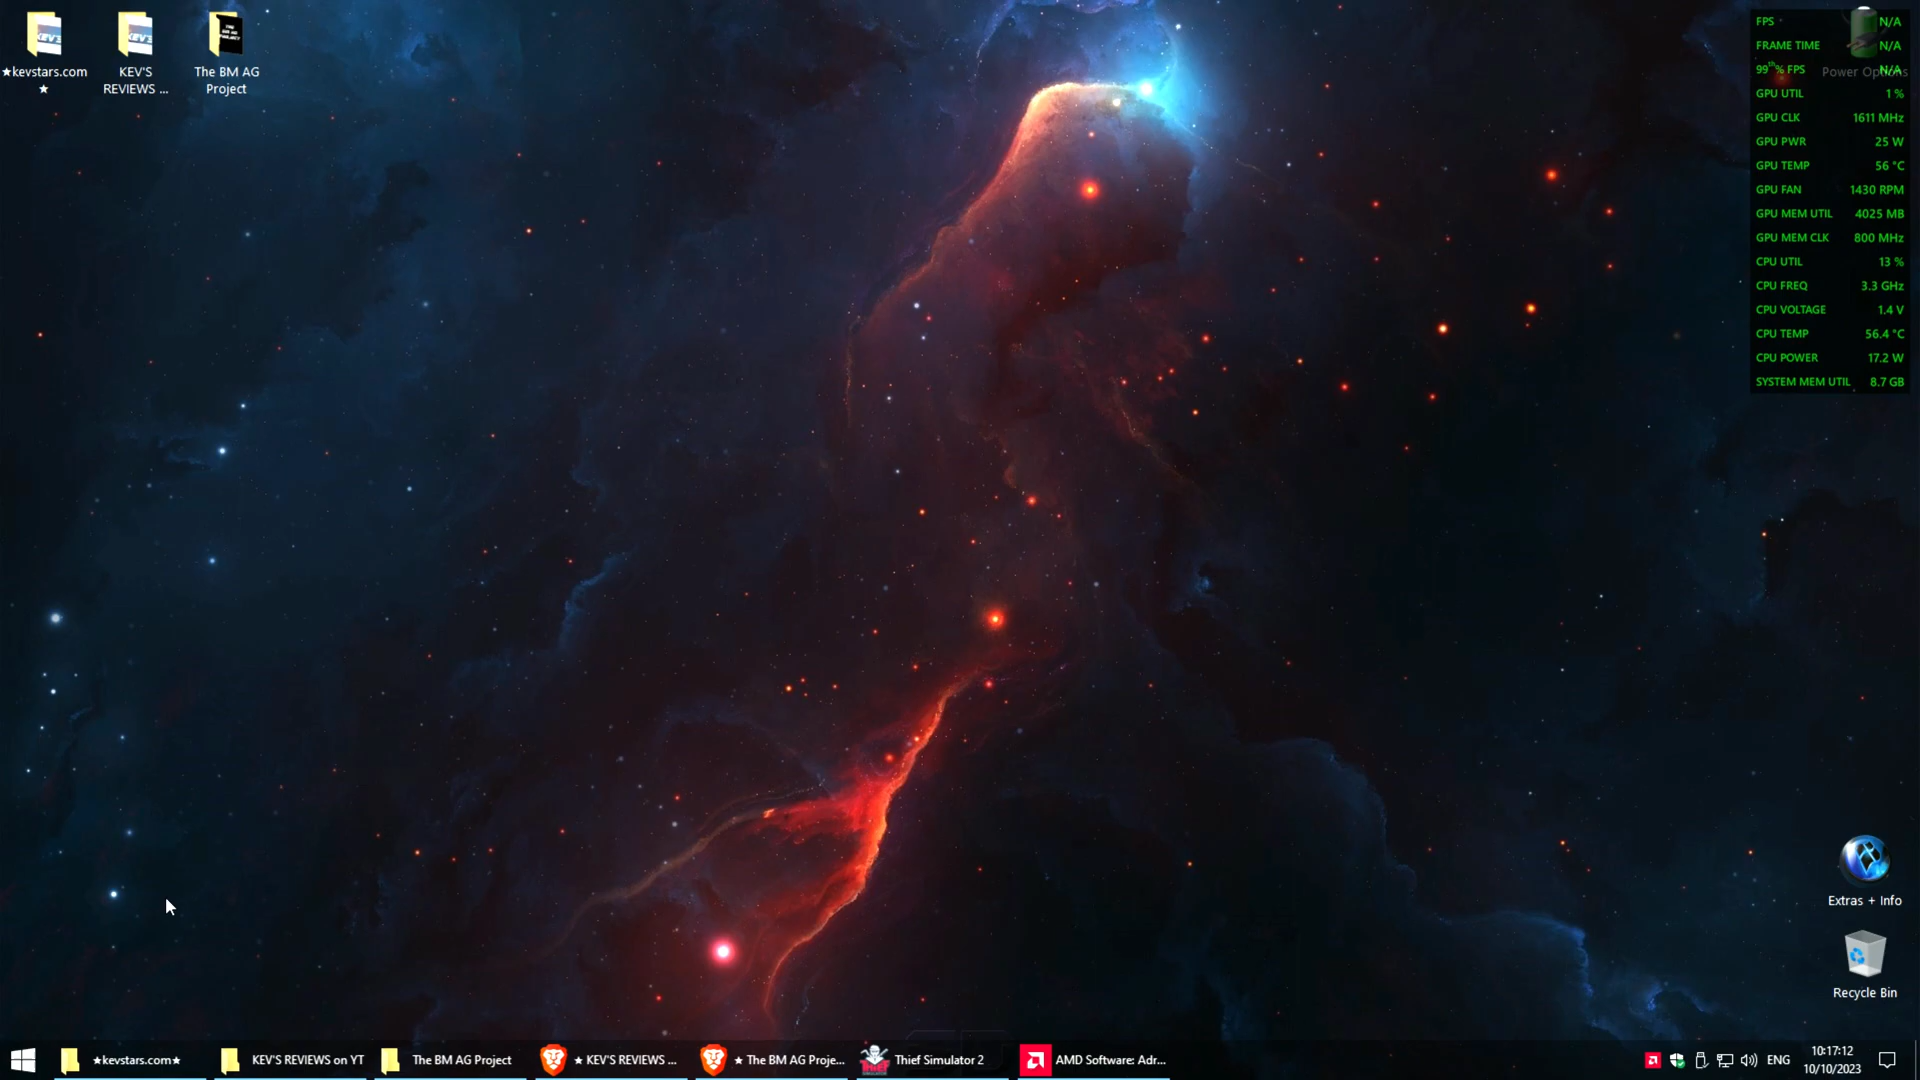 ★kevstars.com
★
KEV'S
REVIEWS ...
The BM AG
Project
FPS N/A
FRAME TIME N/A
99th% FPS N/A
Power Options
GPU UTIL 1 %
GPU CLK 1611 MHz
GPU PWR 25 W
GPU TEMP 56 °C
GPU FAN 1430 RPM
GPU MEM UTIL 4025 MB
GPU MEM CLK 800 MHz
CPU UTIL 13 %
CPU FREQ 3.3 GHz
CPU VOLTAGE 1.4 V
CPU TEMP 56.4 °C
CPU POWER 17.2 W
SYSTEM MEM UTIL 8.7 GB
Extras + Info
Recycle Bin
★kevstars.com★
KEV'S REVIEWS on YT
The BM AG Project
★ KEV'S REVIEWS ...
★ The BM AG Proje...
Thief Simulator 2
AMD Software: Adr...
ENG
10:17:12
10/10/2023